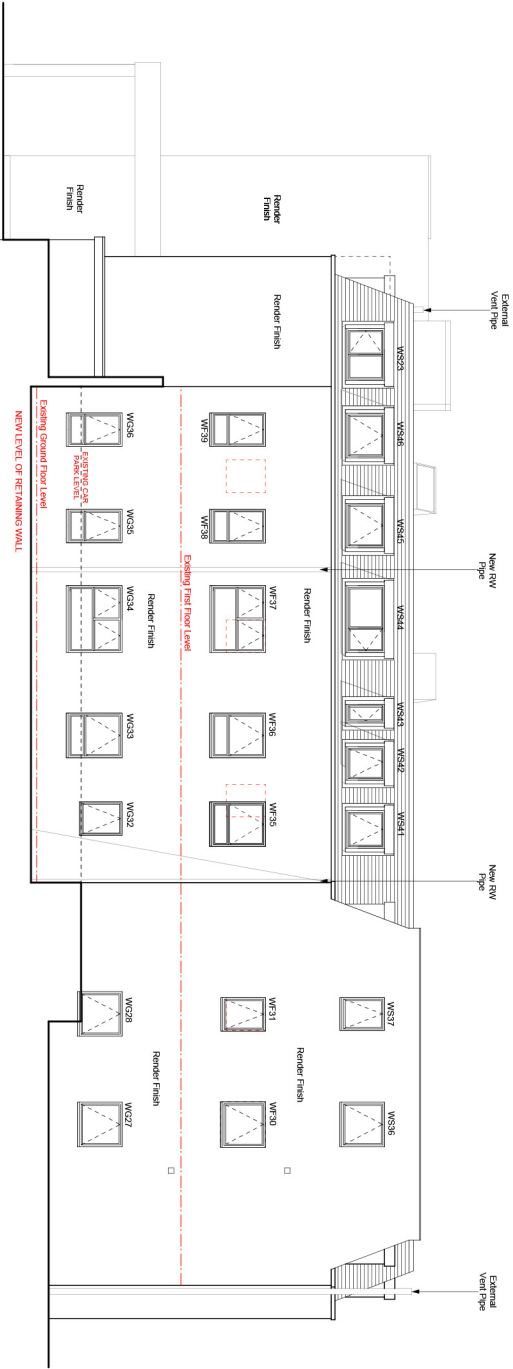 External
Vent Pipe
New RW
Pipe
New RW
Pipe
External
Vent Pipe
WS23
WS46
WS45
WS44
WS43
WS42
WS41
WS37
WS36
Render
Finish
Render Finish
Render Finish
Render Finish
WF39
WF38
WF37
WF36
WF35
WF31
WF30
Existing First Floor Level
Render
Finish
Render Finish
Render Finish
WG36
WG35
WG34
WG33
WG32
WG28
WG27
EXISTING CAR
PARK LEVEL
Existing Ground Floor Level
NEW LEVEL OF RETAINING WALL